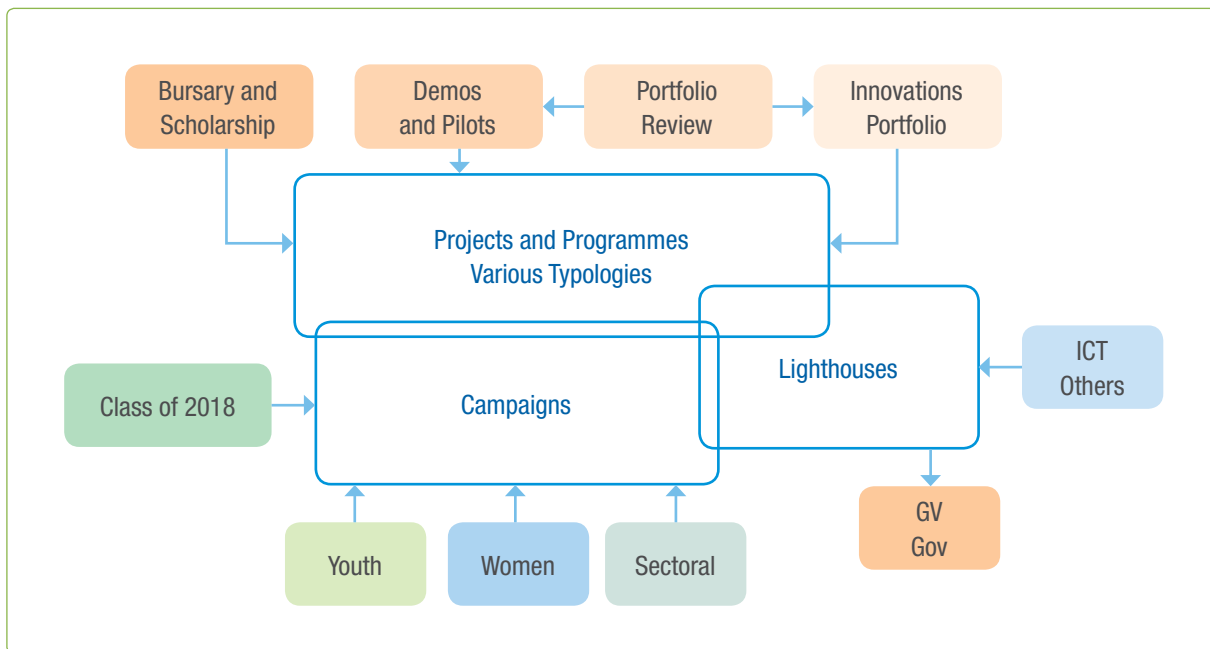 Bursary and
Scholarship
Demos
and Pilots
Portfolio
Review
Innovations
Portfolio
Projects and Programmes
Various Typologies
Lighthouses
ICT
Others
Class of 2018
Campaigns
GV
Gov
Youth
Women
Sectoral